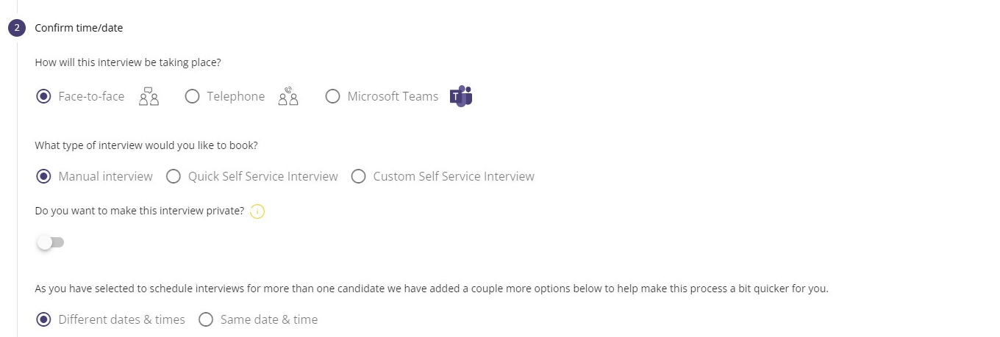 2 Confirm time/date
How will this interview be taking place?
Face-to-face Telephone Microsoft Teams T
What type of interview would you like to book?
Manual interview Quick Self Service Interview Custom Self Service Interview
Do you want to make this interview private? i
As you have selected to schedule interviews for more than one candidate we have added a couple more options below to help make this process a bit quicker for you.
Different dates & times Same date & time